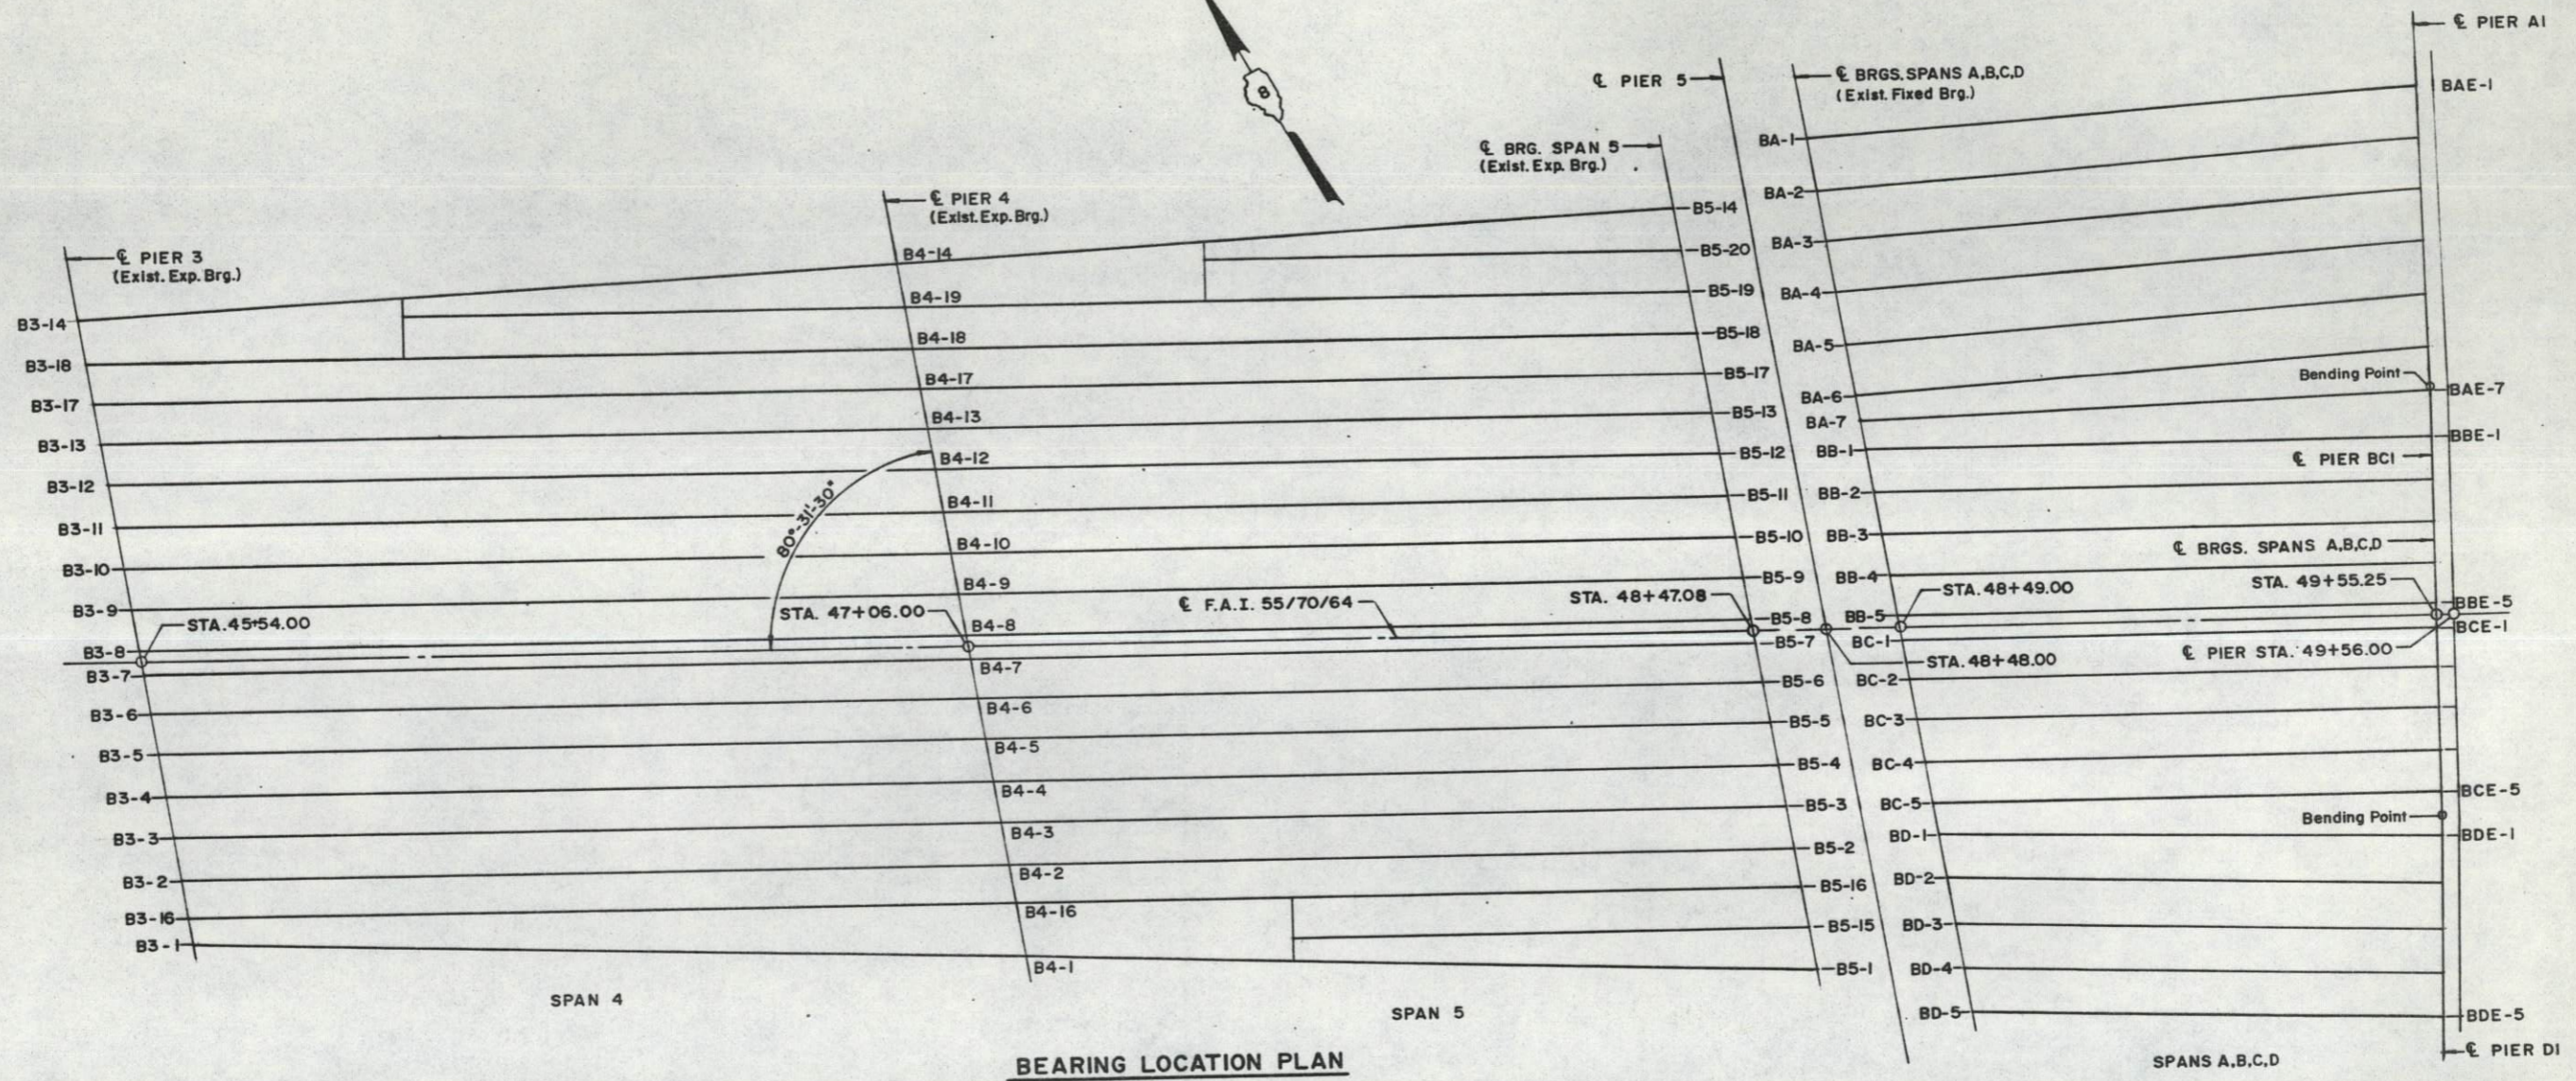 ℄ PIER A1
℄ PIER 5
℄ BRGS. SPANS A,B,C,D
(Exist. Fixed Brg.)
BAE-1
8
BA-1
℄ BRG. SPAN 5
(Exist. Exp. Brg.)
BA-2
℄ PIER 4
(Exist. Exp. Brg.)
B5-14
BA-3
B5-20
℄ PIER 3
(Exist. Exp. Brg.)
B4-14
B4-19
B5-19
BA-4
B3-14
B4-18
B5-18
BA-5
B3-18
B4-17
B5-17
Bending Point
BAE-7
B3-17
B4-13
B5-13
BA-6
BA-7
B3-13
B4-12
B5-12
BB-1
BBE-1
℄ PIER BC1
B3-12
80°-31'-30"
B4-11
B5-11
BB-2
B3-11
B4-10
B5-10
BB-3
℄ BRGS. SPANS A,B,C,D
B3-10
B4-9
B5-9
BB-4
STA. 48+49.00
STA. 49+55.25
B3-9
STA. 45+54.00
STA. 47+06.00
℄ F.A.I. 55/70/64
STA. 48+47.08
B4-8
B5-8
BB-5
BBE-5
B3-8
B5-7
BC-1
BCE-1
B3-7
B4-7
STA. 48+48.00
℄ PIER STA. 49+56.00
B3-6
B4-6
B5-6
BC-2
B3-5
B4-5
B5-5
BC-3
B3-4
B4-4
B5-4
BC-4
B3-3
B4-3
B5-3
BC-5
BCE-5
Bending Point
B3-2
B4-2
B5-2
BD-1
BDE-1
B3-16
B4-16
B5-16
BD-2
B3-1
B5-15
BD-3
B4-1
B5-1
BD-4
SPAN 4
SPAN 5
BD-5
BDE-5
℄ PIER D1
BEARING LOCATION PLAN
SPANS A,B,C,D